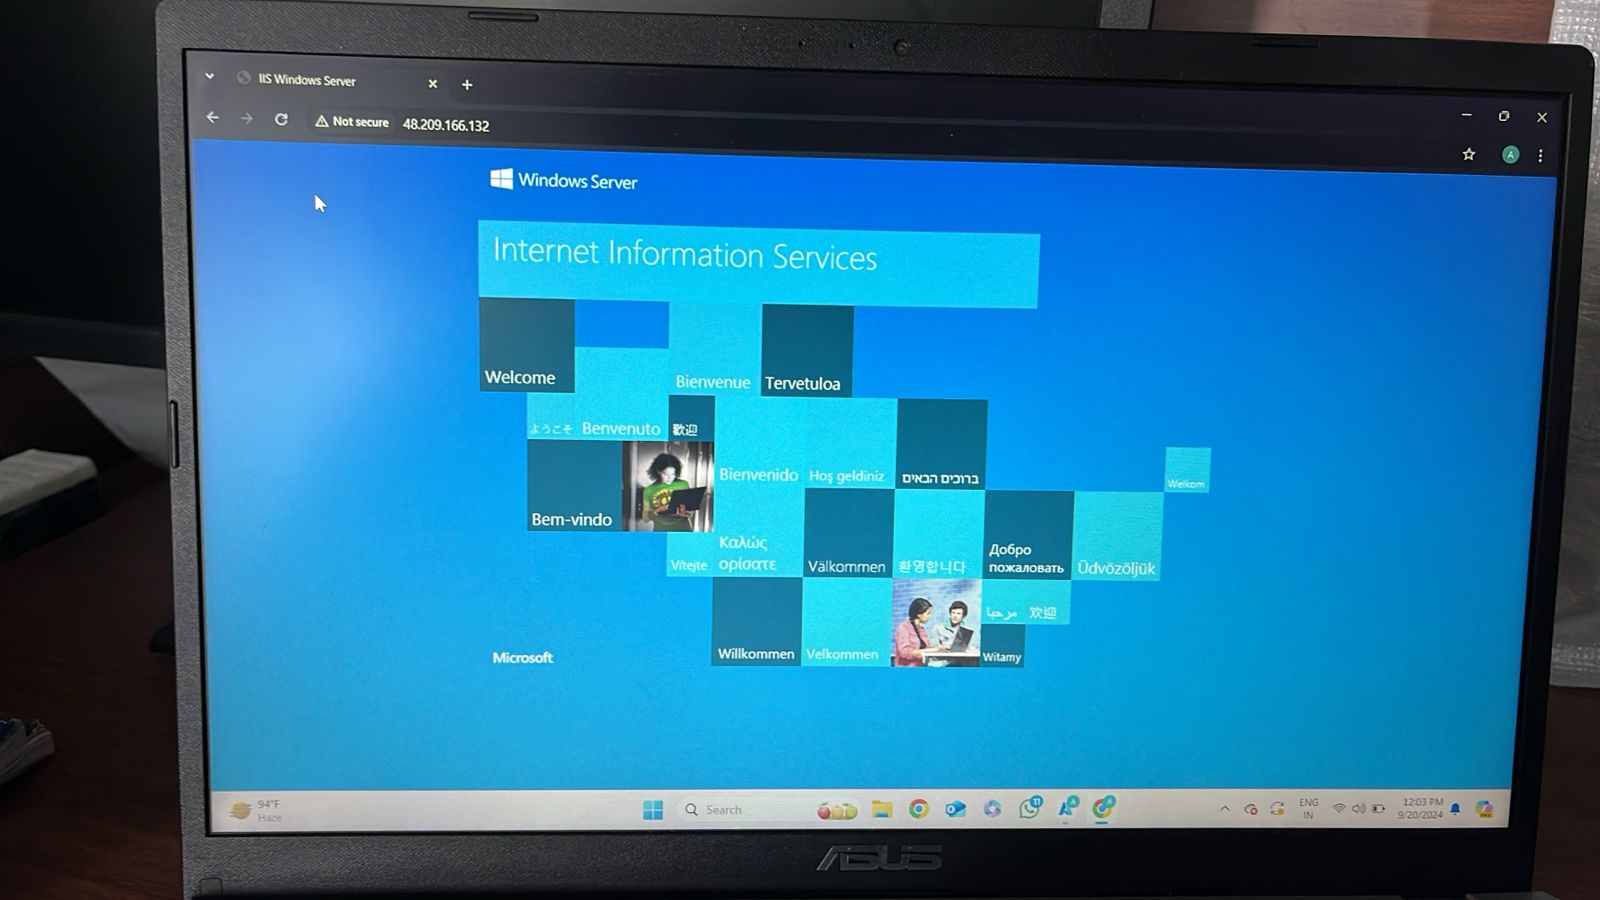 IIS Windows Server
Not secure 48.209.166.132
A
Windows Server
Internet Information Services
Welcome
Bienvenue
Tervetuloa
ようこそ
Benvenuto
歡迎
Bienvenido
Hoş geldiniz
ברוכים הבאים
Welkom
Bem-vindo
Vítejte
Καλώς
ορίσατε
Välkommen
환영합니다
Добро
пожаловать
Üdvözöljük
مرحبا
欢迎
Microsoft
Willkommen
Velkommen
Witamy
94°F
Haze
Search
11
ENG
IN
12:03 PM
9/20/2024
ASUS